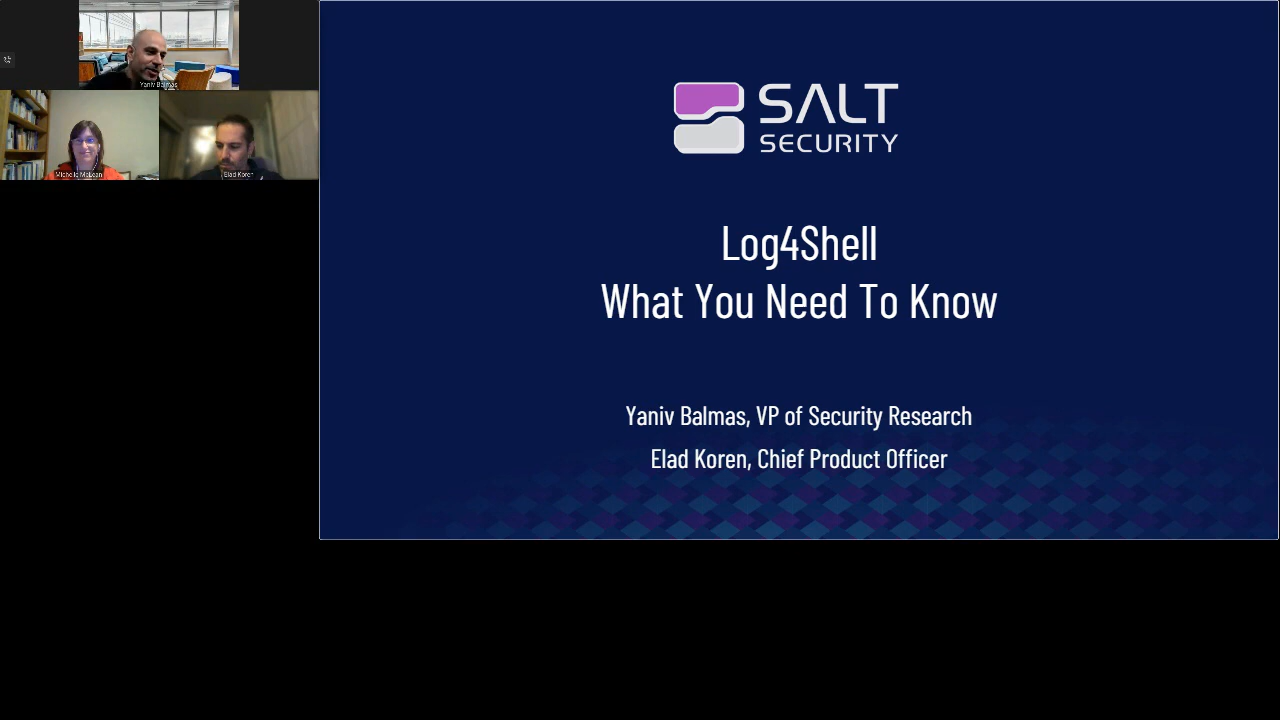 Yaniv Balmas
Michelle McLean
Elad Koren
SALT
SECURITY
Log4Shell
What You Need To Know
Yaniv Balmas, VP of Security Research
Elad Koren, Chief Product Officer